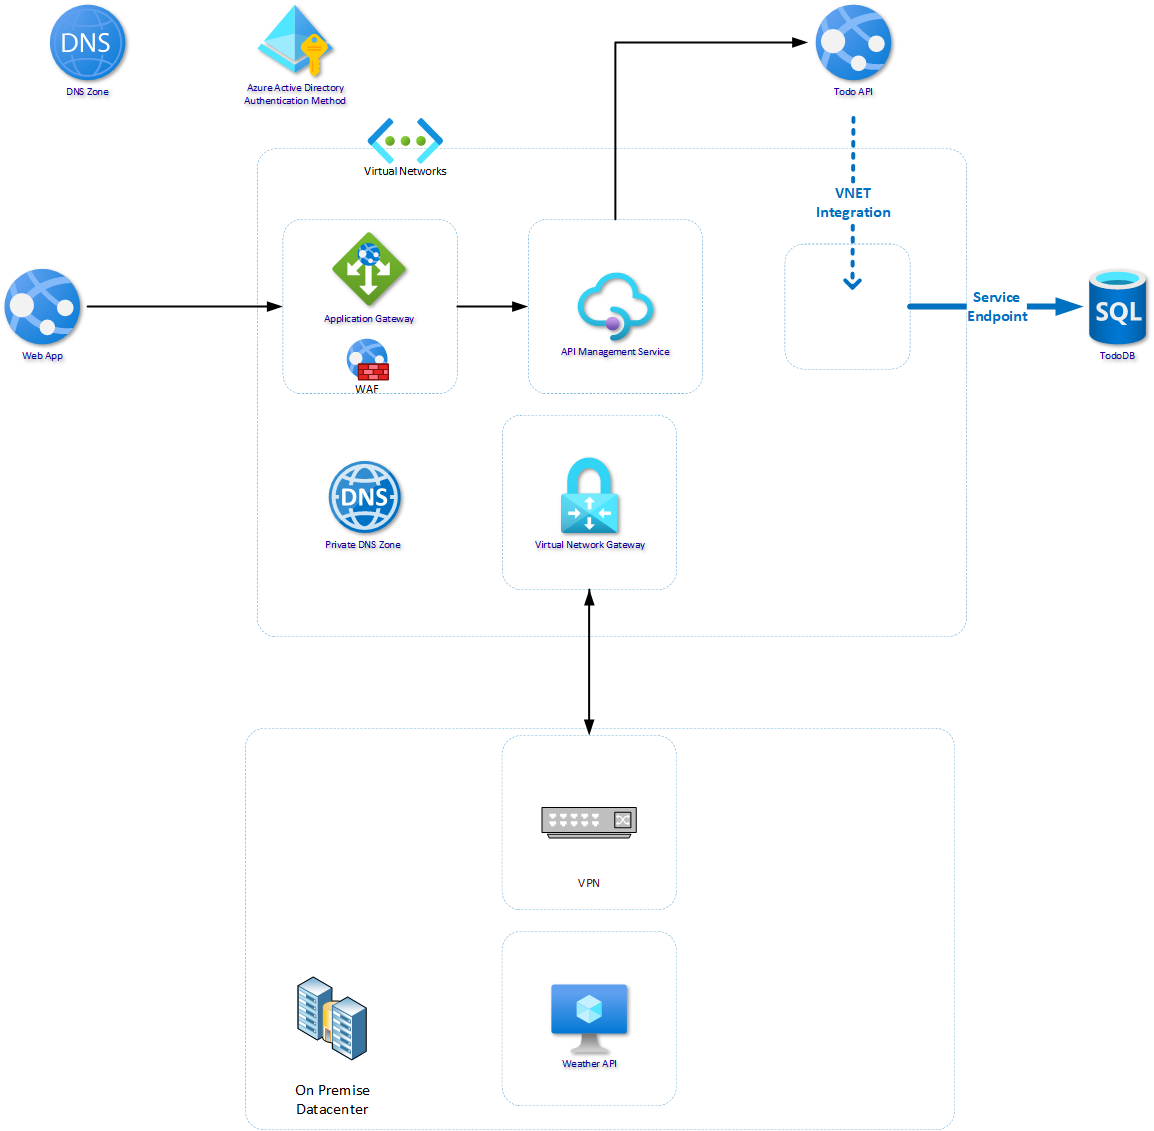 DNS
DNS Zone
Azure Active Directory
Authentication Method
Todo API
Virtual Networks
VNET
Integration
Application Gateway
WAF
API Management Service
Web App
Service
Endpoint
SQL
TodoDB
DNS
Private DNS Zone
Virtual Network Gateway
VPN
On Premise
Datacenter
Weather API